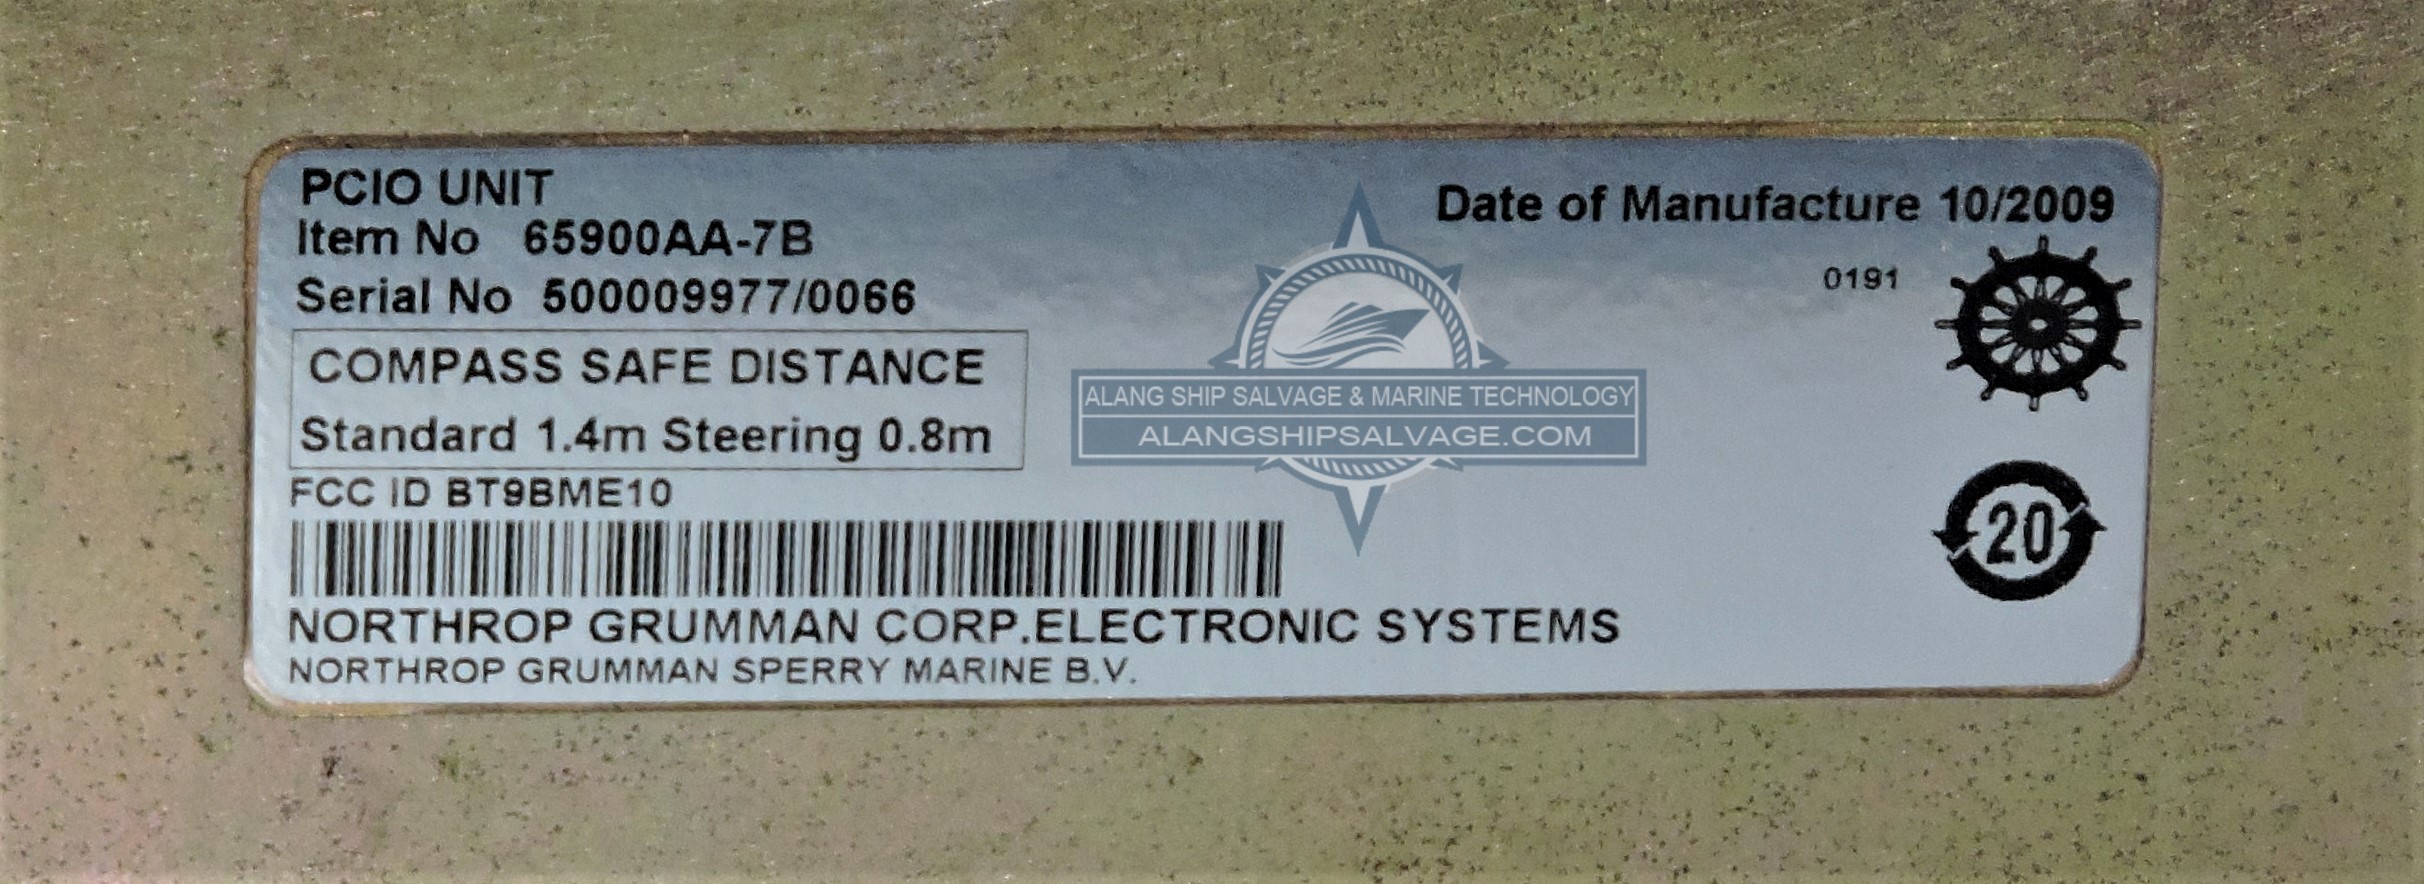 PCIO UNIT
Item No 65900AA-7B
Serial No 500009977/0066
COMPASS SAFE DISTANCE
Standard 1.4m Steering 0.8m
FCC ID BT9BME10
NORTHROP GRUMMAN CORP.ELECTRONIC SYSTEMS
NORTHROP GRUMMAN SPERRY MARINE B.V.
Date of Manufacture 10/2009
0191
20
ALANG SHIP SALVAGE & MARINE TECHNOLOGY
ALANGSHIPSALVAGE.COM